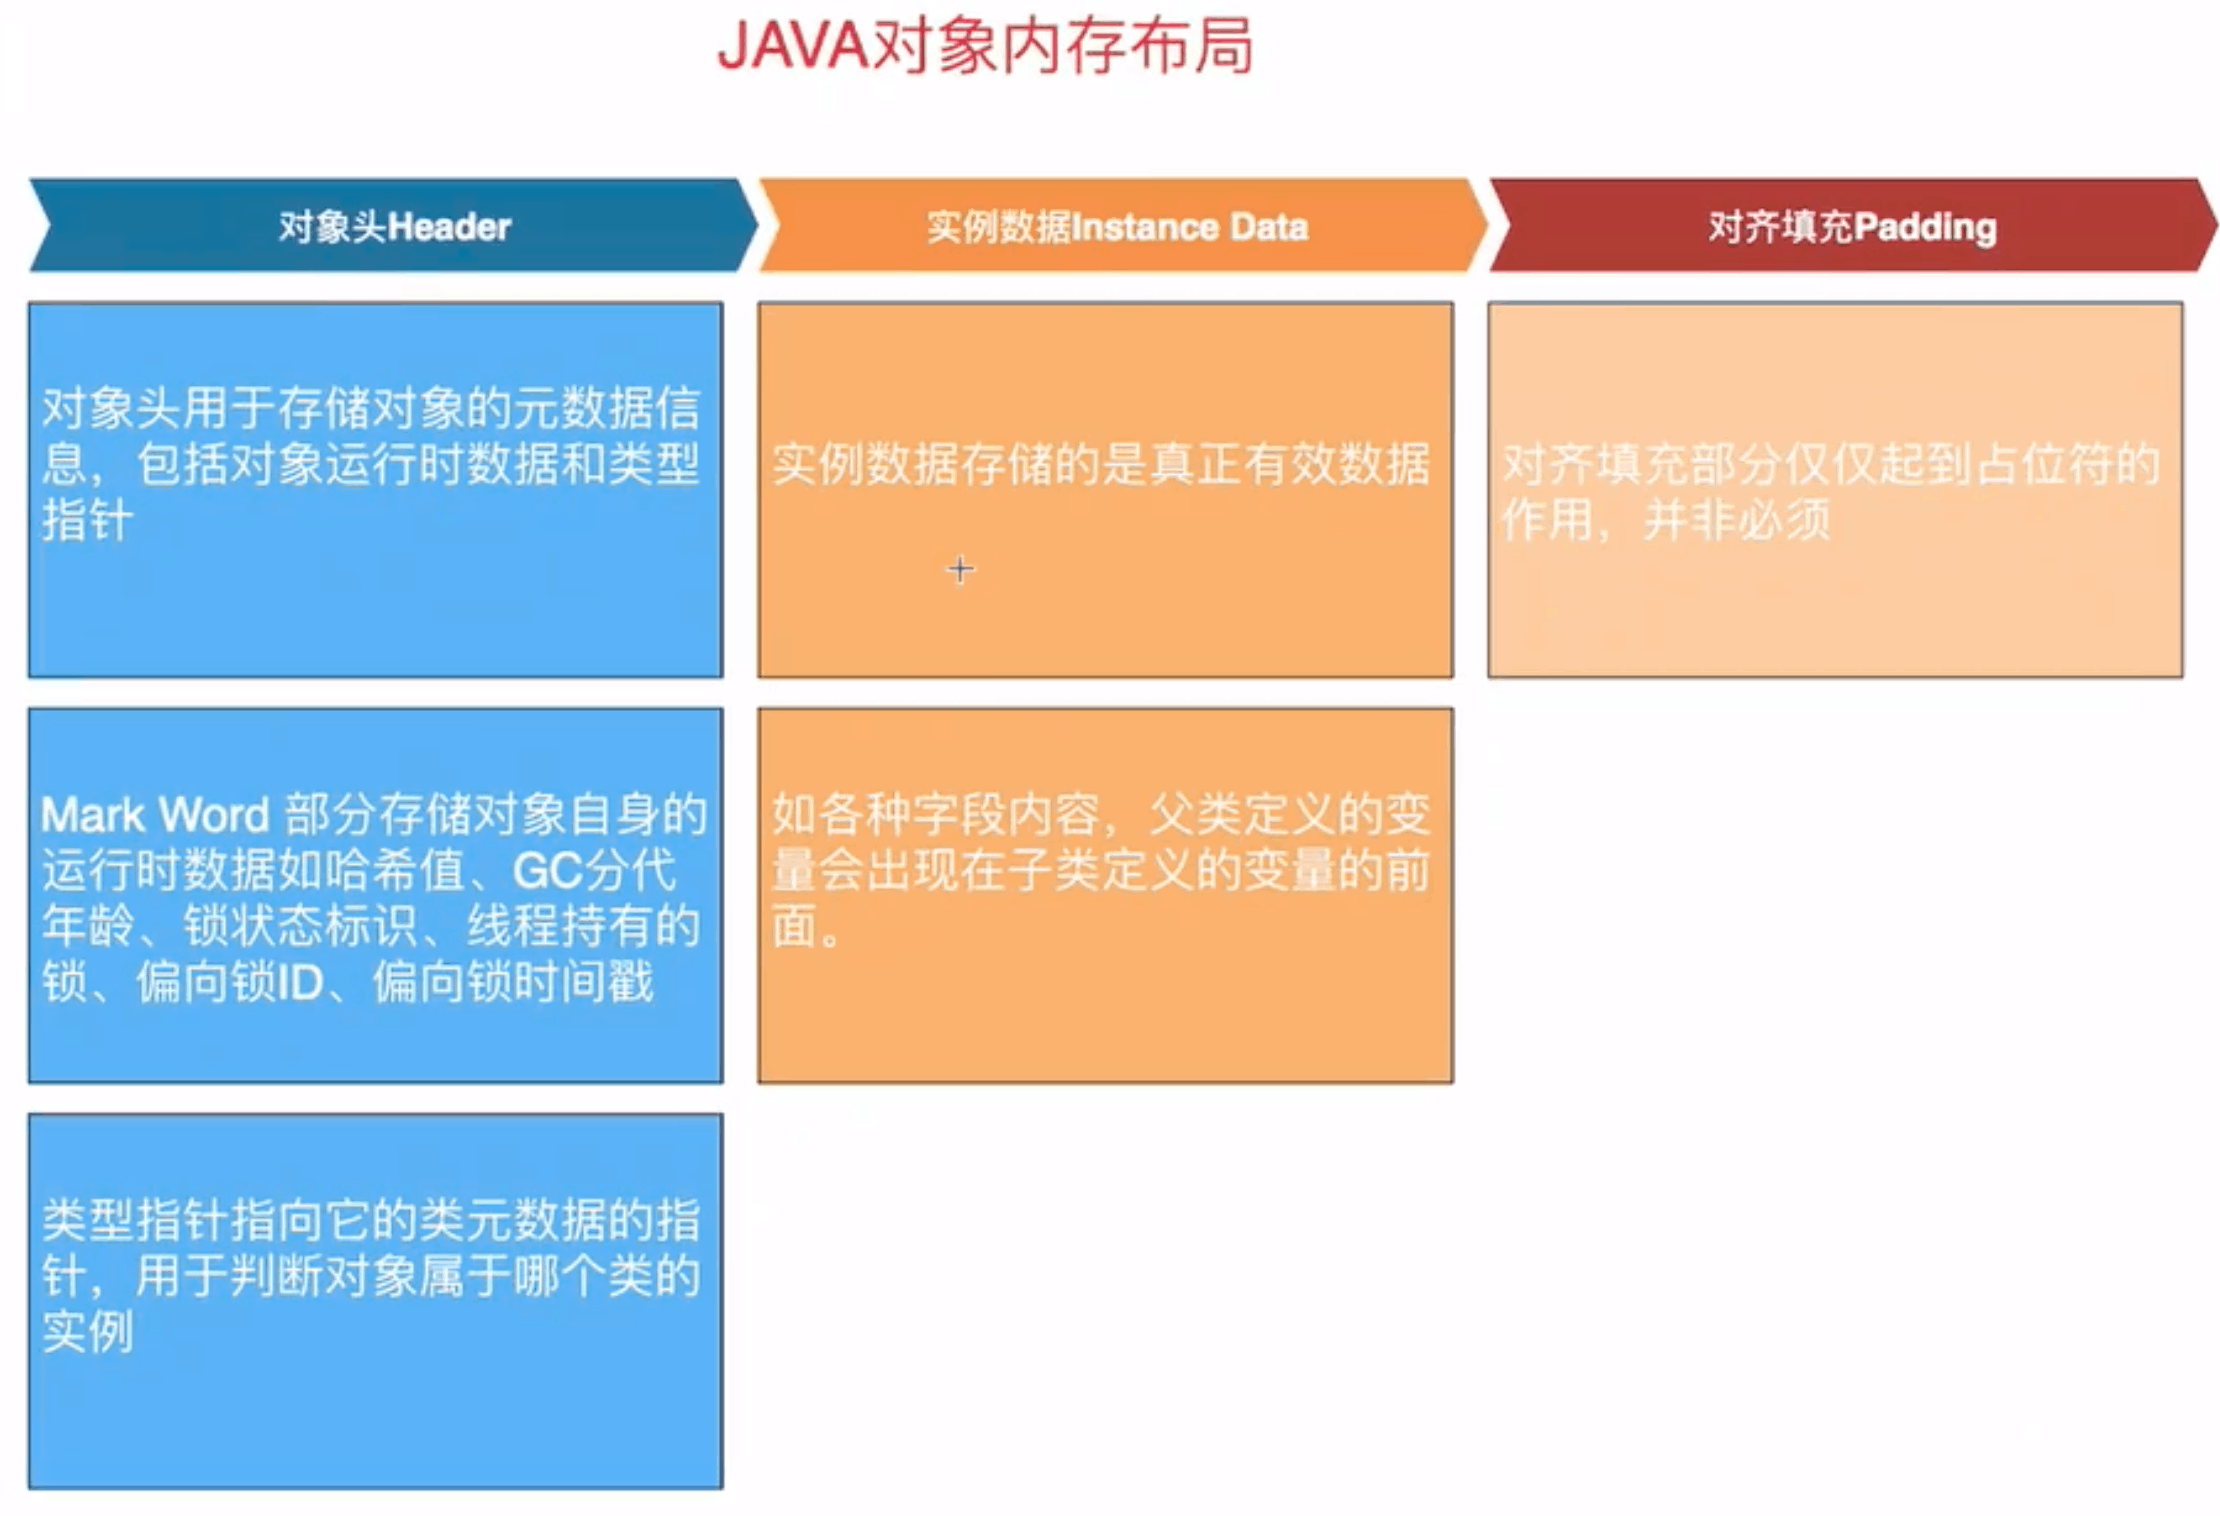 JAVA对象内存布局
对象头Header
实例数据Instance Data
对齐填充Padding
对象头用于存储对象的元数据信
息，包括对象运行时数据和类型
指针
实例数据存储的是真正有效数据
对齐填充部分仅仅起到占位符的
作用，并非必须
Mark Word 部分存储对象自身的
运行时数据如哈希值、GC分代
年龄、锁状态标识、线程持有的
锁、偏向锁ID、偏向锁时间戳
如各种字段内容，父类定义的变
量会出现在子类定义的变量的前
面。
类型指针指向它的类元数据的指
针，用于判断对象属于哪个类的
实例